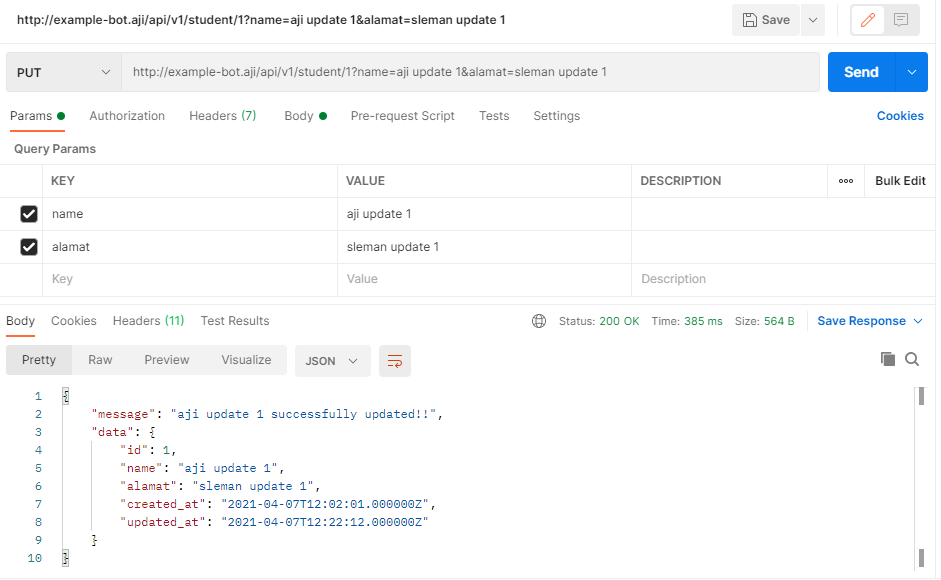 http://example-bot.aji/api/v1/student/1?name=aji update 1&alamat=sleman update 1 Save
PUT http://example-bot.aji/api/v1/student/1?name=aji update 1&alamat=sleman update 1 Send
Params Authorization Headers (7) Body Pre-request Script Tests Settings Cookies
Query Params
KEY VALUE DESCRIPTION Bulk Edit
name aji update 1
alamat sleman update 1
Key Value Description
Body Cookies Headers (11) Test Results Status: 200 OK Time: 385 ms Size: 564 B Save Response
Pretty Raw Preview Visualize JSON
1 {
2 "message": "aji update 1 successfully updated!!",
3 "data": {
4 "id": 1,
5 "name": "aji update 1",
6 "alamat": "sleman update 1",
7 "created_at": "2021-04-07T12:02:01.000000Z",
8 "updated_at": "2021-04-07T12:22:12.000000Z"
9 }
10 }